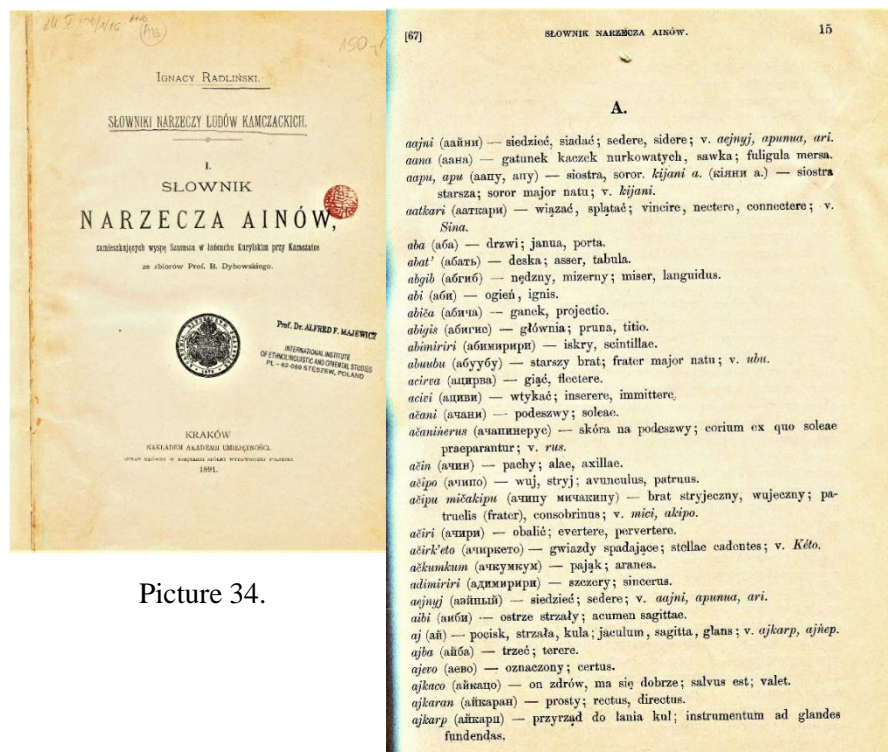 150,-
IGNACY RADLIŃSKI.
SŁOWNIKI NARZECZY LUDÓW KAMCZACKICH.
I.
SŁOWNIK
NARZECZA AINÓW,
zamieszkujących wyspę Szumszu w łańcuchu Kurylskim przy Kamczatce
ze zbiorów Prof. B. Dybowskiego.
Prof. Dr. ALFRED F. MAJEWICZ
INTERNATIONAL INSTITUTE
OF ETHNOLINGUISTIC AND ORIENTAL STUDIES
PL - 62-060 STĘSZEW, POLAND
KRAKÓW
NAKŁADEM AKADEMII UMIEJĘTNOŚCI.
SKŁAD GŁÓWNY W KSIĘGARNI SPÓŁKI WYDAWNICZEJ POLSKIEJ.
1891.
Picture 34.
[67] SŁOWNIK NARZECZA AINÓW. 15
A.
aajni (аайни) — siedzieć, siadać; sedere, sidere; v. aejnyj, apunua, ari.
aana (аана) — gatunek kaczek nurkowatych, sawka; fuligula mersa.
aapu, apu (аапу, апу) — siostra, soror. kijani a. (кіяни а.) — siostra
starsza; soror major natu; v. kijani.
aatkari (ааткари) — wiązać, splątać; vincire, nectere, connectere; v.
Sina.
aba (аба) — drzwi; janua, porta.
abat' (абать) — deska; asser, tabula.
abgib (абгиб) — nędzny, mizerny; miser, languidus.
abi (аби) — ogień, ignis.
abiča (абича) — ganek, projectio.
abigis (абигис) — głównia; pruna, titio.
abimiriri (абимирири) — iskry, scintillae.
abuubu (абуубу) — starszy brat; frater major natu; v. ubu.
acirva (ацирва) — giąć, flectere.
acivi (ациви) — wtykać; inserere, immittere.
ačani (ачани) — podeszwy; soleae.
ačanińerus (ачанинерус) — skóra na podeszwy; corium ex quo soleae
praeparantur; v. rus.
ačin (ачин) — pachy; alae, axillae.
ačipo (ачипо) — wuj, stryj; avunculus, patruus.
ačipu mičakipu (ачипу мичакипу) — brat stryjeczny, wujeczny; pa-
truelis (frater), consobrinus; v. mici, akipo.
ačiri (ачири) — obalić; evertere, pervertere.
ačirk'eto (ачиркето) — gwiazdy spadające; stellae cadentes; v. Kéto.
ačkumkum (ачкумкум) — pająk; aranea.
adimiriri (адимирири) — szczery; sincerus.
aejnyj (аэйный) — siedzieć; sedere; v. aajni, apunua, ari.
aibi (аиби) — ostrze strzały; acumen sagittae.
aj (ай) — pocisk, strzała, kula; jaculum, sagitta, glans; v. ajkarp, ajńep.
ajba (айба) — trzeć; terere.
ajevo (аево) — oznaczony; certus.
ajkaco (айкацо) — on zdrów, ma się dobrze; salvus est; valet.
ajkaran (айкаран) — prosty; rectus, directus.
ajkarp (айкарп) — przyrząd do lania kul; instrumentum ad glandes
fundendas.